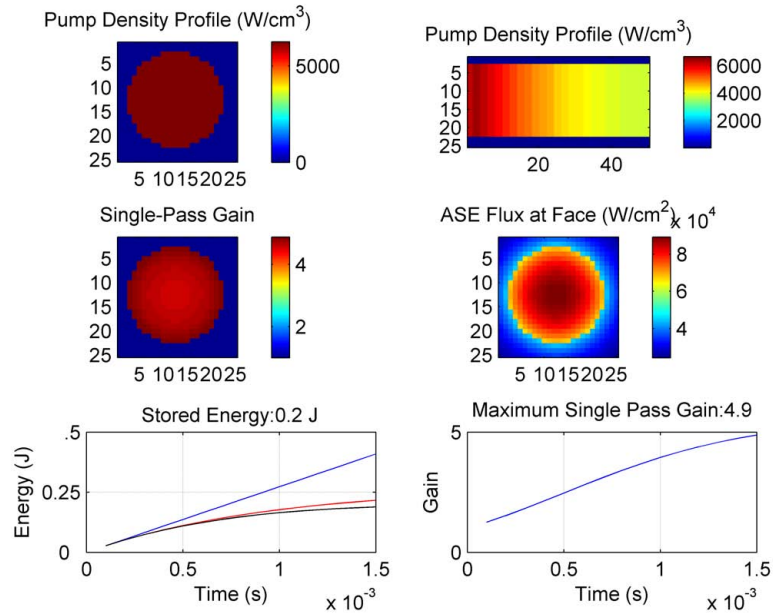 Pump Density Profile (W/cm³)
5
10
15
20
25
5 10 15 20 25
5000
0
Pump Density Profile (W/cm³)
5
10
15
20
25
20 40
6000
4000
2000
Single-Pass Gain
5
10
15
20
25
5 10 15 20 25
4
2
ASE Flux at Face (W/cm²)
x 10⁴
5
10
15
20
25
5 10 15 20 25
8
6
4
Stored Energy:0.2 J
Energy (J)
.5
0.25
0
0 0.5 1 1.5
Time (s)
x 10⁻³
Maximum Single Pass Gain:4.9
Gain
5
0
0 0.5 1 1.5
Time (s)
x 10⁻³